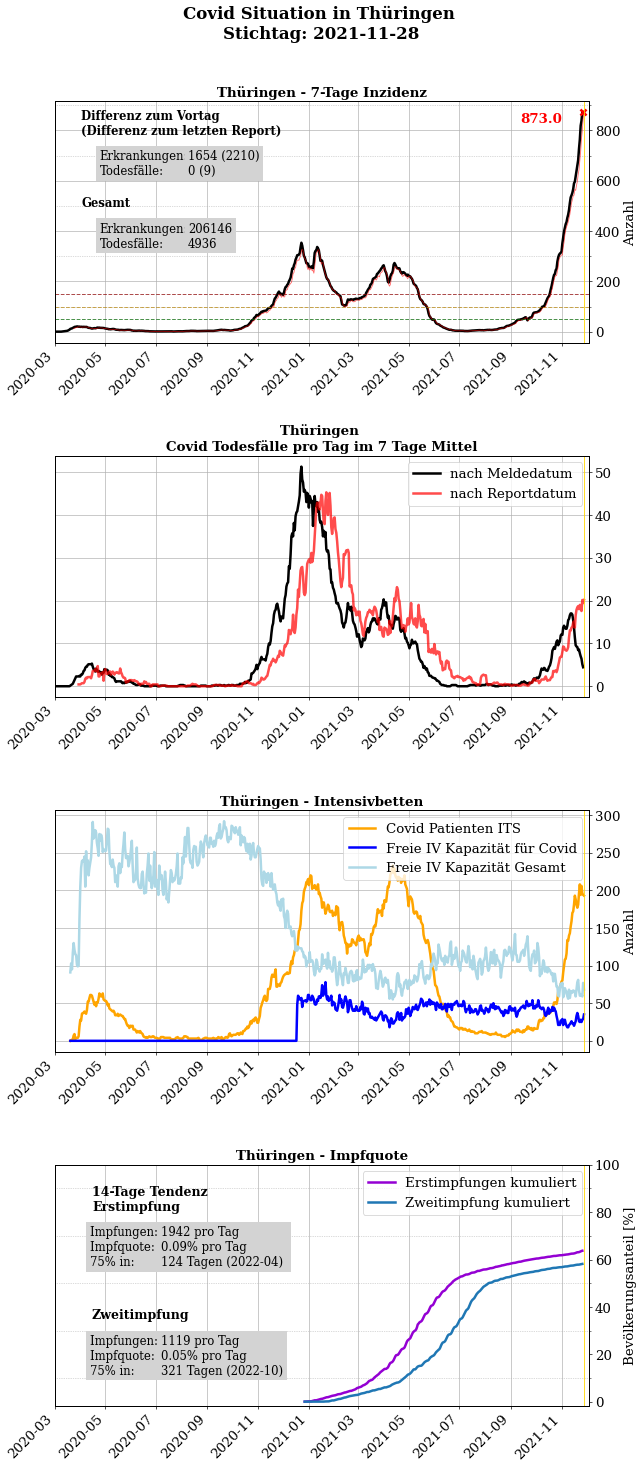 Covid Situation in Thüringen
Stichtag: 2021-11-28
Thüringen - 7-Tage Inzidenz
Differenz zum Vortag
(Differenz zum letzten Report)
Erkrankungen 1654 (2210)
Todesfälle: 0 (9)
Gesamt
Erkrankungen 206146
Todesfälle: 4936
873.0
800
600
400
200
0
Anzahl
2020-03 2020-05 2020-07 2020-09 2020-11 2021-01 2021-03 2021-05 2021-07 2021-09 2021-11
Thüringen
Covid Todesfälle pro Tag im 7 Tage Mittel
nach Meldedatum
nach Reportdatum
50
40
30
20
10
0
2020-03 2020-05 2020-07 2020-09 2020-11 2021-01 2021-03 2021-05 2021-07 2021-09 2021-11
Thüringen - Intensivbetten
Covid Patienten ITS
Freie IV Kapazität für Covid
Freie IV Kapazität Gesamt
300
250
200
150
100
50
0
Anzahl
2020-03 2020-05 2020-07 2020-09 2020-11 2021-01 2021-03 2021-05 2021-07 2021-09 2021-11
Thüringen - Impfquote
14-Tage Tendenz
Erstimpfung
Impfungen: 1942 pro Tag
Impfquote: 0.09% pro Tag
75% in: 124 Tagen (2022-04)
Zweitimpfung
Impfungen: 1119 pro Tag
Impfquote: 0.05% pro Tag
75% in: 321 Tagen (2022-10)
Erstimpfungen kumuliert
Zweitimpfung kumuliert
100
80
60
40
20
0
Bevölkerungsanteil [%]
2020-03 2020-05 2020-07 2020-09 2020-11 2021-01 2021-03 2021-05 2021-07 2021-09 2021-11